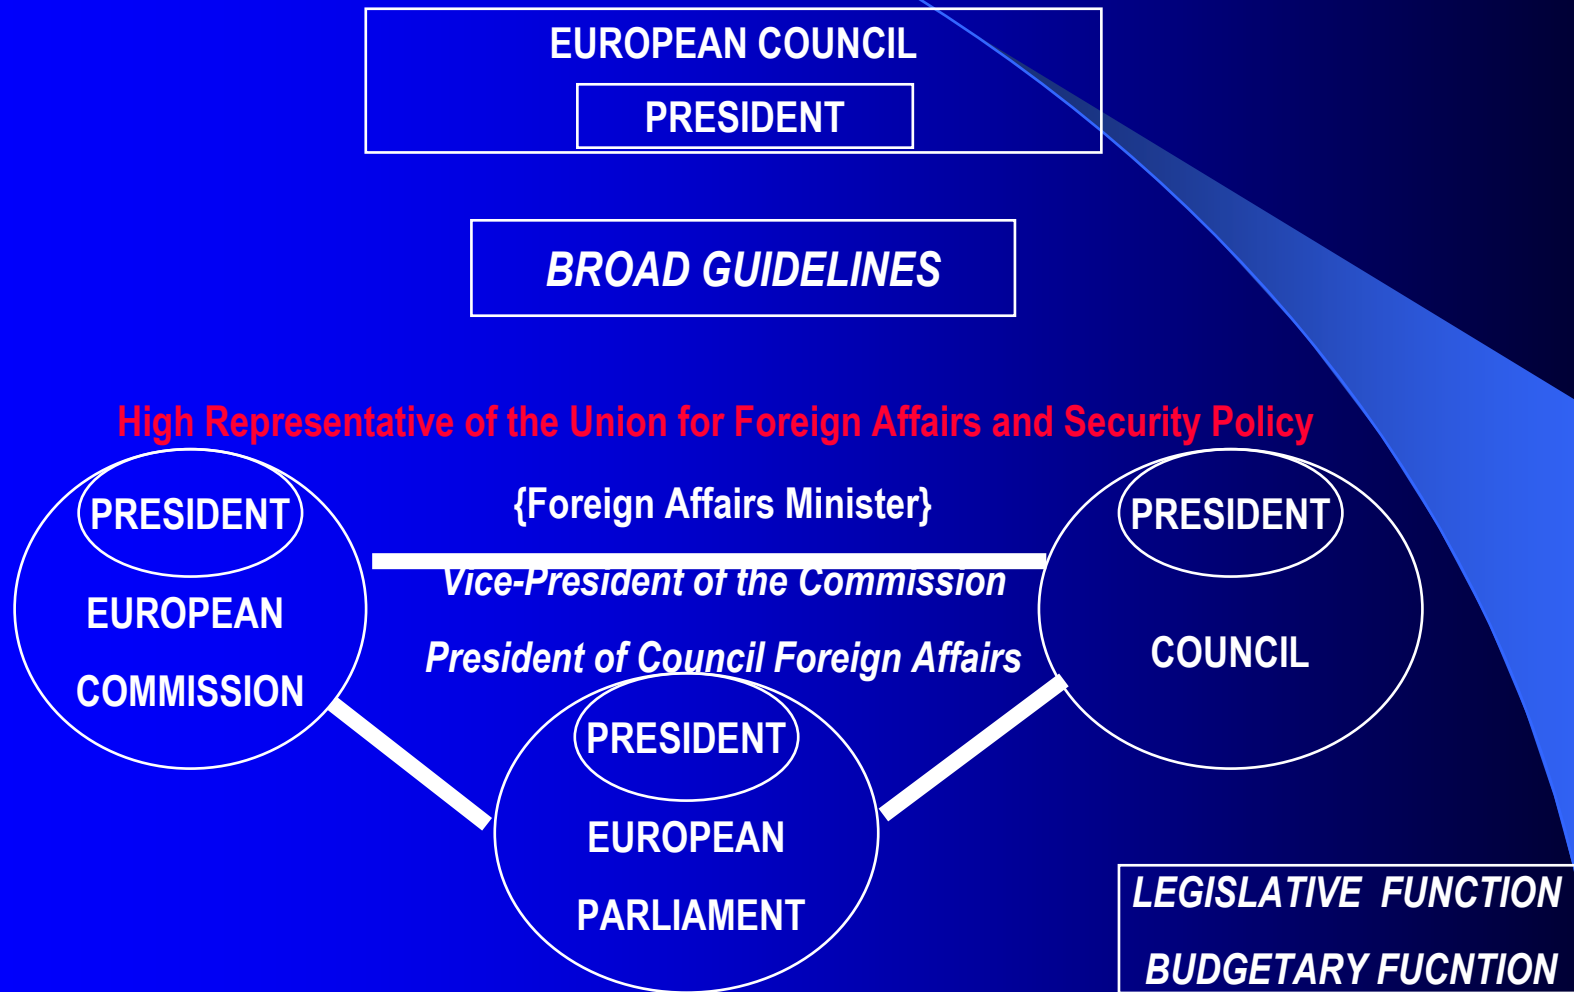 EUROPEAN COUNCIL
PRESIDENT
BROAD GUIDELINES
High Representative of the Union for Foreign Affairs and Security Policy
PRESIDENT
EUROPEAN
COMMISSION
{Foreign Affairs Minister}
Vice-President of the Commission
President of Council Foreign Affairs
PRESIDENT
COUNCIL
PRESIDENT
EUROPEAN
PARLIAMENT
LEGISLATIVE FUNCTION
BUDGETARY FUCNTION